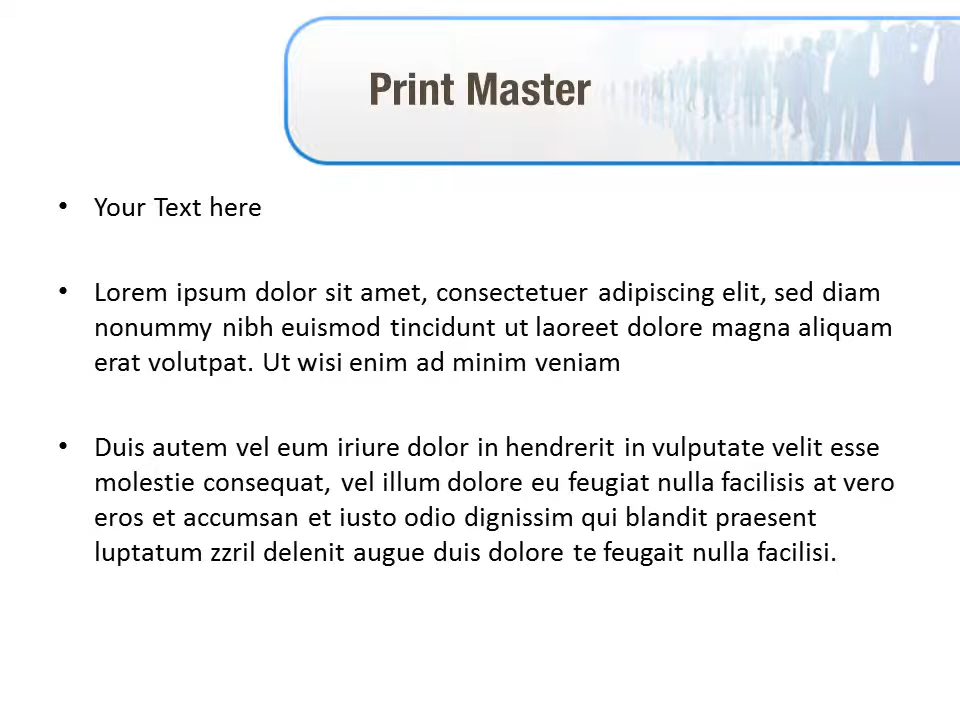 Print Master
• Your Text here
• Lorem ipsum dolor sit amet, consectetuer adipiscing elit, sed diam
nonummy nibh euismod tincidunt ut laoreet dolore magna aliquam
erat volutpat. Ut wisi enim ad minim veniam
• Duis autem vel eum iriure dolor in hendrerit in vulputate velit esse
molestie consequat, vel illum dolore eu feugiat nulla facilisis at vero
eros et accumsan et iusto odio dignissim qui blandit praesent
luptatum zzril delenit augue duis dolore te feugait nulla facilisi.